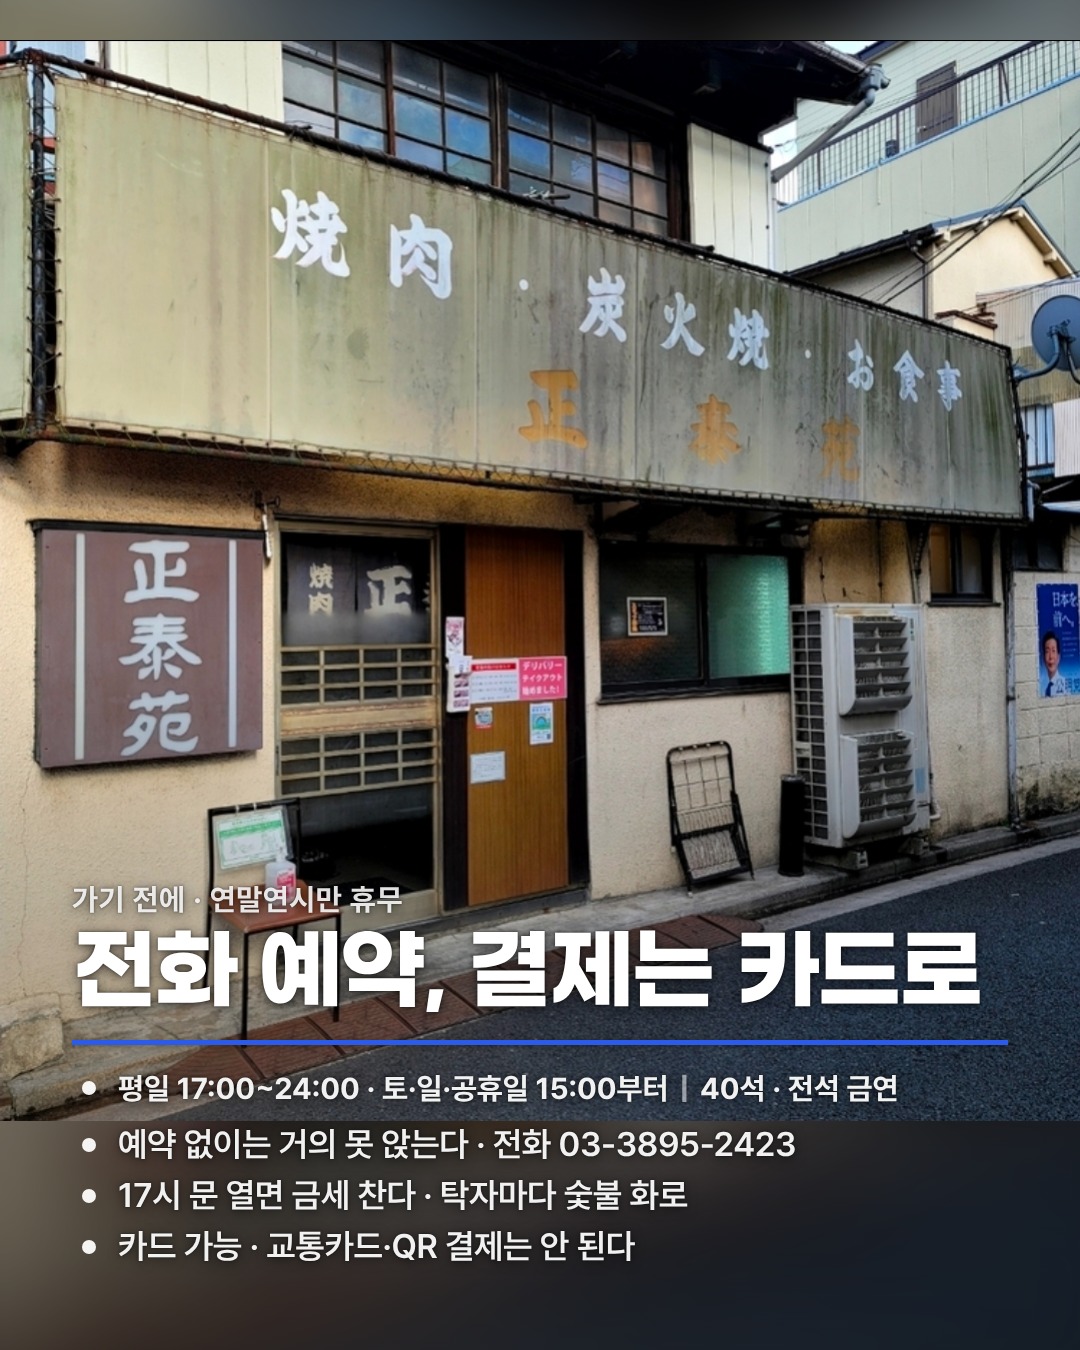 焼肉・炭火焼・お食事
正泰苑
正泰苑
焼肉 正
デリバリー
テイクアウト
始めました!
日本を
前へ。
公明党
가기 전에 · 연말연시만 휴무
전화 예약, 결제는 카드로
평일 17:00~24:00 · 토·일·공휴일 15:00부터 | 40석 · 전석 금연
예약 없이는 거의 못 앉는다 · 전화 03-3895-2423
17시 문 열면 금세 찬다 · 탁자마다 숯불 화로
카드 가능 · 교통카드·QR 결제는 안 된다